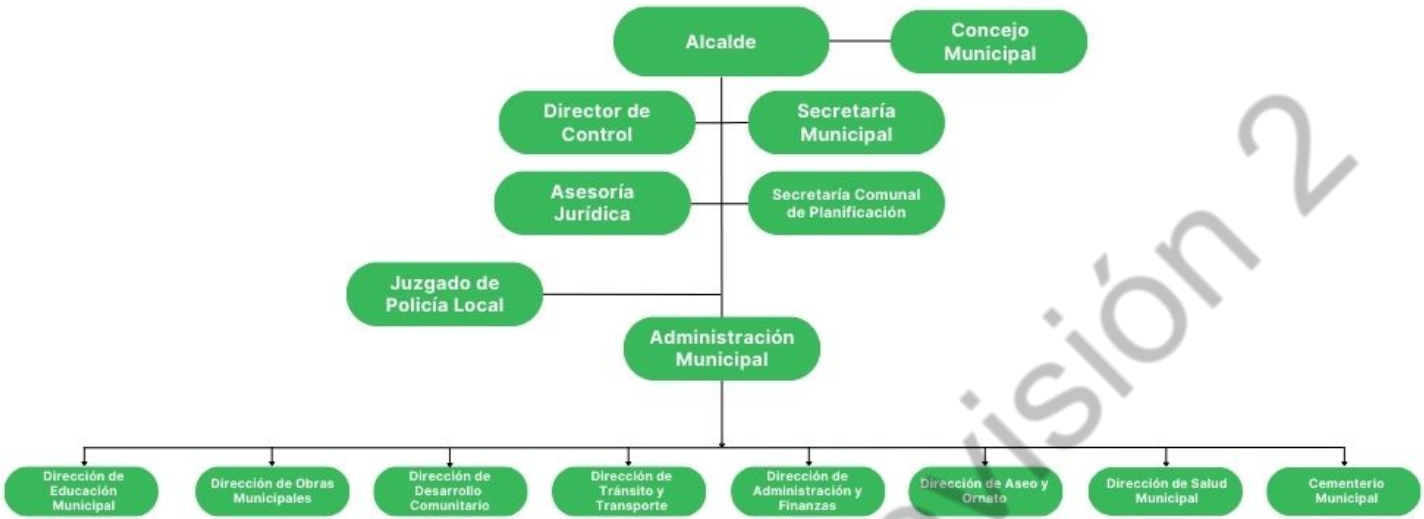 Alcalde
Concejo
Municipal
Director de
Control
Secretaría
Municipal
Asesoría
Jurídica
Secretaría Comunal
de Planificación
Juzgado de
Policía Local
Administración
Municipal
Dirección de
Educación
Municipal
Dirección de Obras
Municipales
Dirección de
Desarrollo
Comunitario
Dirección de
Tránsito y
Transporte
Dirección de
Administración y
Finanzas
Dirección de Aseo y
Ornato
Dirección de Salud
Municipal
Cementerio
Municipal
visión 2